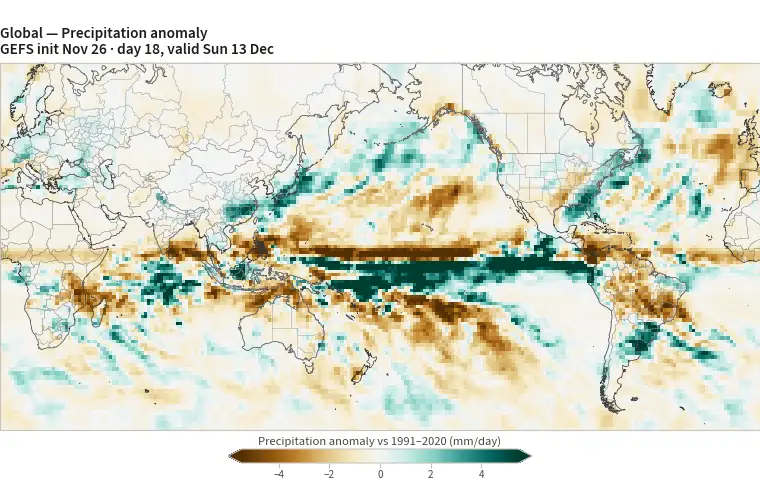 Global — Precipitation anomaly
GEFS init Nov 26 · day 18, valid Sun 13 Dec
Precipitation anomaly vs 1991–2020 (mm/day)
−4 −2 0 2 4